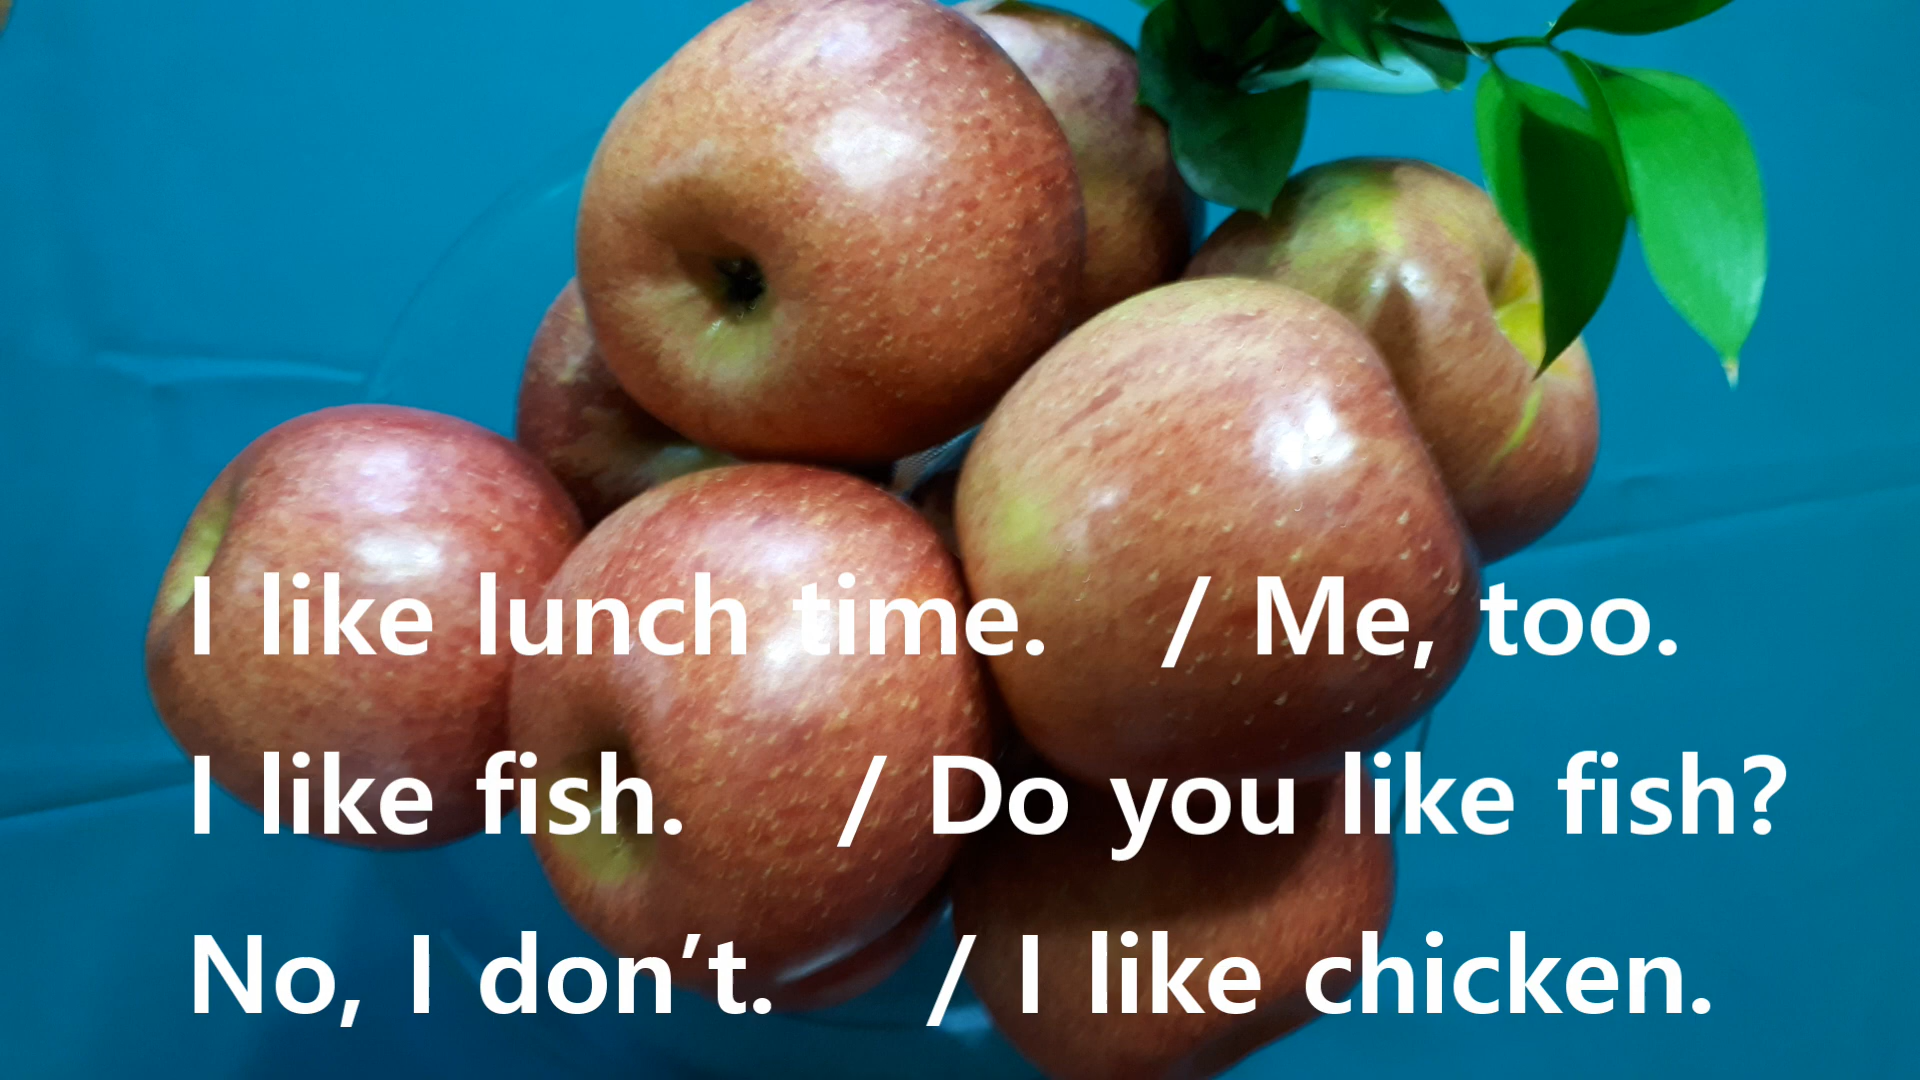 I like lunch time. / Me, too.
I like fish. / Do you like fish?
No, I don’t. / I like chicken.